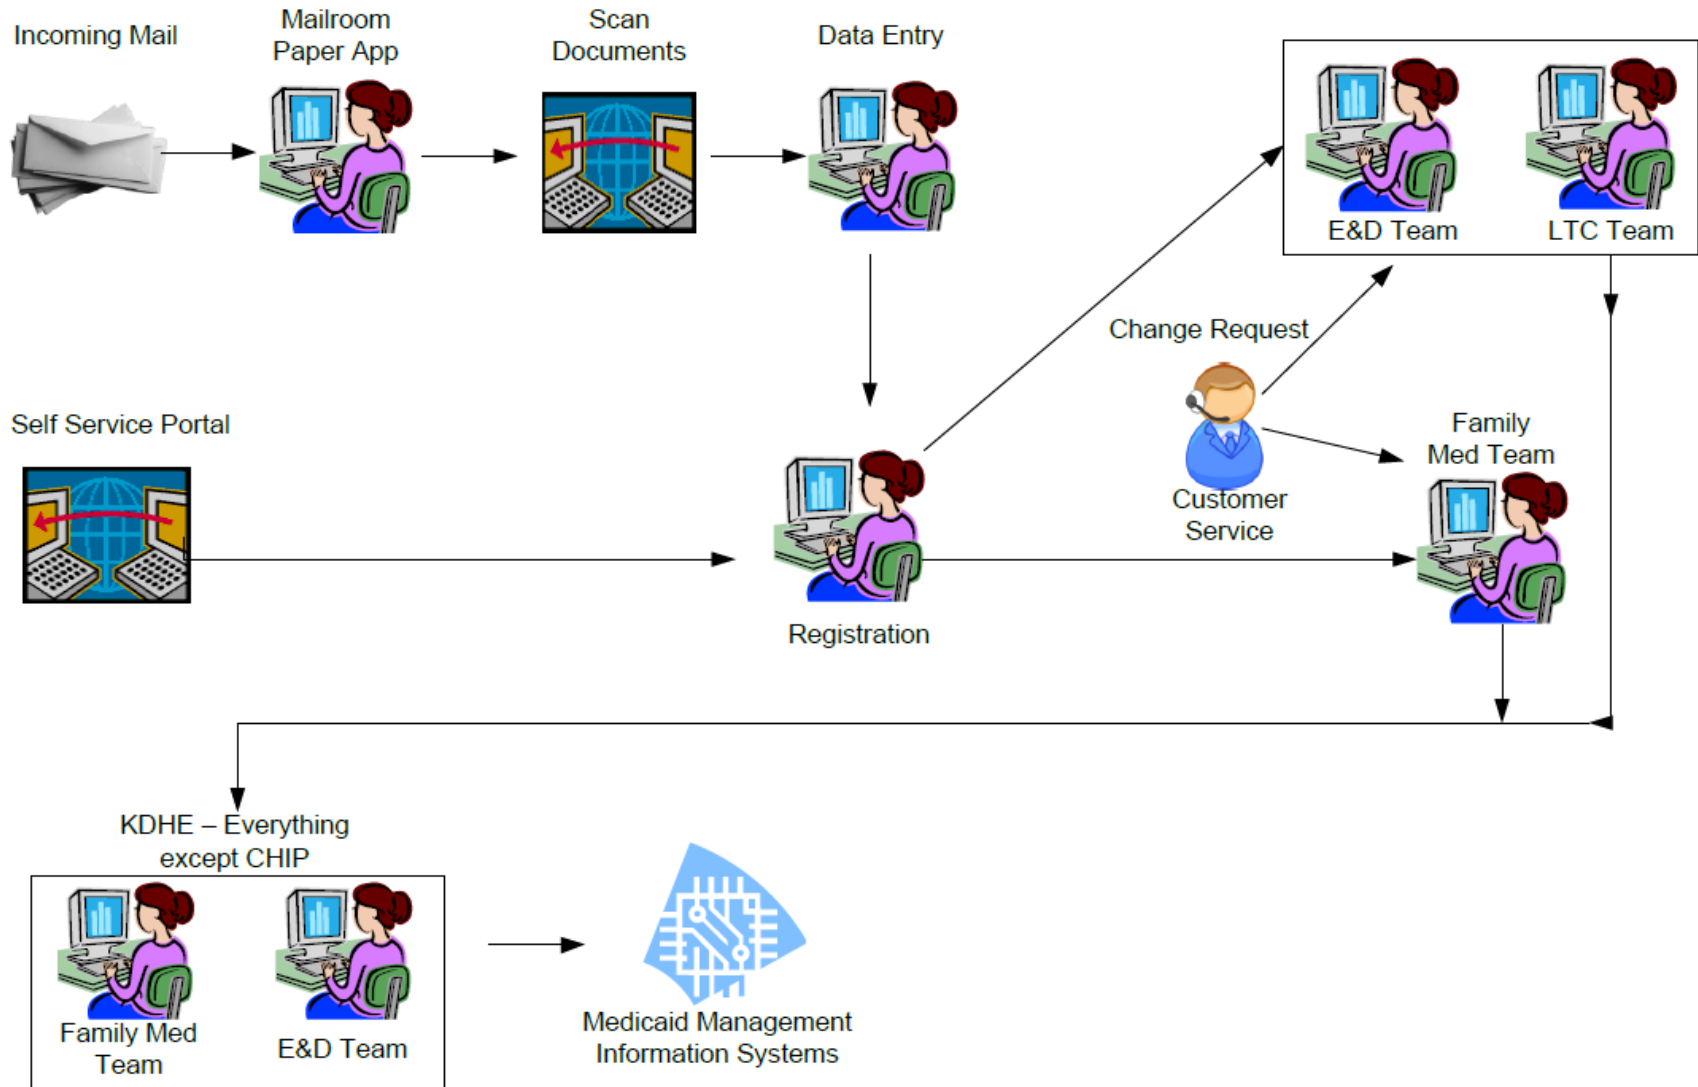 Incoming Mail
Mailroom
Paper App
Scan
Documents
Data Entry
E&D Team
LTC Team
Change Request
Customer
Service
Family
Med Team
Self Service Portal
Registration
KDHE – Everything
except CHIP
Family Med
Team
E&D Team
Medicaid Management
Information Systems